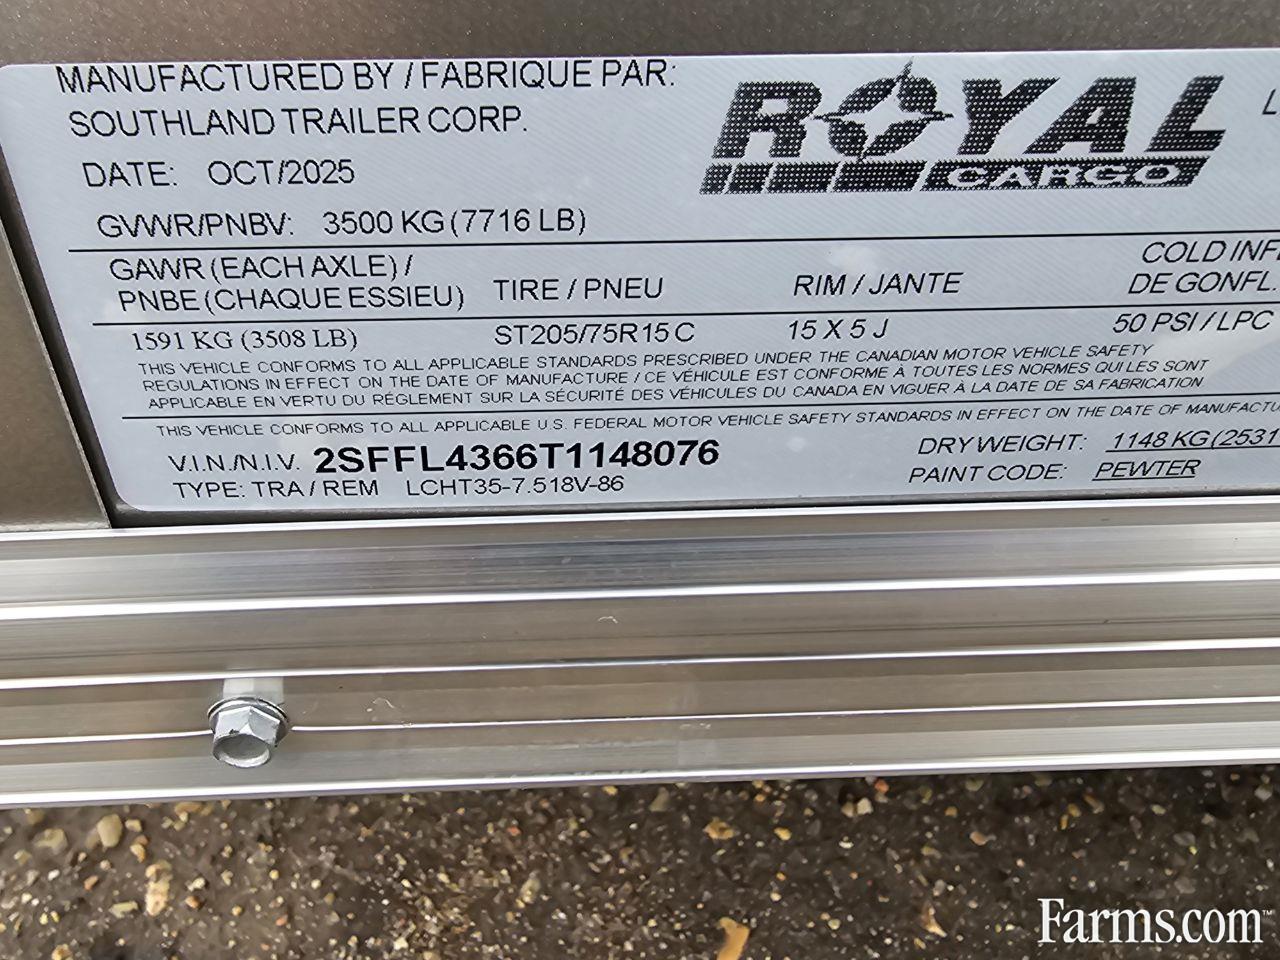 MANUFACTURED BY / FABRIQUE PAR:
SOUTHLAND TRAILER CORP.
DATE: OCT/2025
ROYAL
CARGO
GVWR/PNBV: 3500 KG (7716 LB)
GAWR (EACH AXLE) /
PNBE (CHAQUE ESSIEU)
TIRE / PNEU
RIM / JANTE
COLD
DE GONFL.
1591 KG (3508 LB)
ST205/75R15 C
15 X 5 J
50 PSI / LPC
THIS VEHICLE CONFORMS TO ALL APPLICABLE STANDARDS PRESCRIBED UNDER THE CANADIAN MOTOR VEHICLE SAFETY
REGULATIONS IN EFFECT ON THE DATE OF MANUFACTURE / CE VÉHICULE EST CONFORME À TOUTES LES NORMES QUI LES SONT
APPLICABLE EN VERTU DU RÉGLEMENT SUR LA SÉCURITÉ DES VÉHICULES DU CANADA EN VIGUER À LA DATE DE SA FABRICATION
THIS VEHICLE CONFORMS TO ALL APPLICABLE U.S. FEDERAL MOTOR VEHICLE SAFETY STANDARDS IN EFFECT ON THE DATE OF
V.I.N./N.I.V. 2SFFL4366T1148076
DRY WEIGHT: 1148 KG (2531
TYPE: TRA / REM LCHT35-7.518V-86
PAINT CODE: PEWTER
Farms.com™